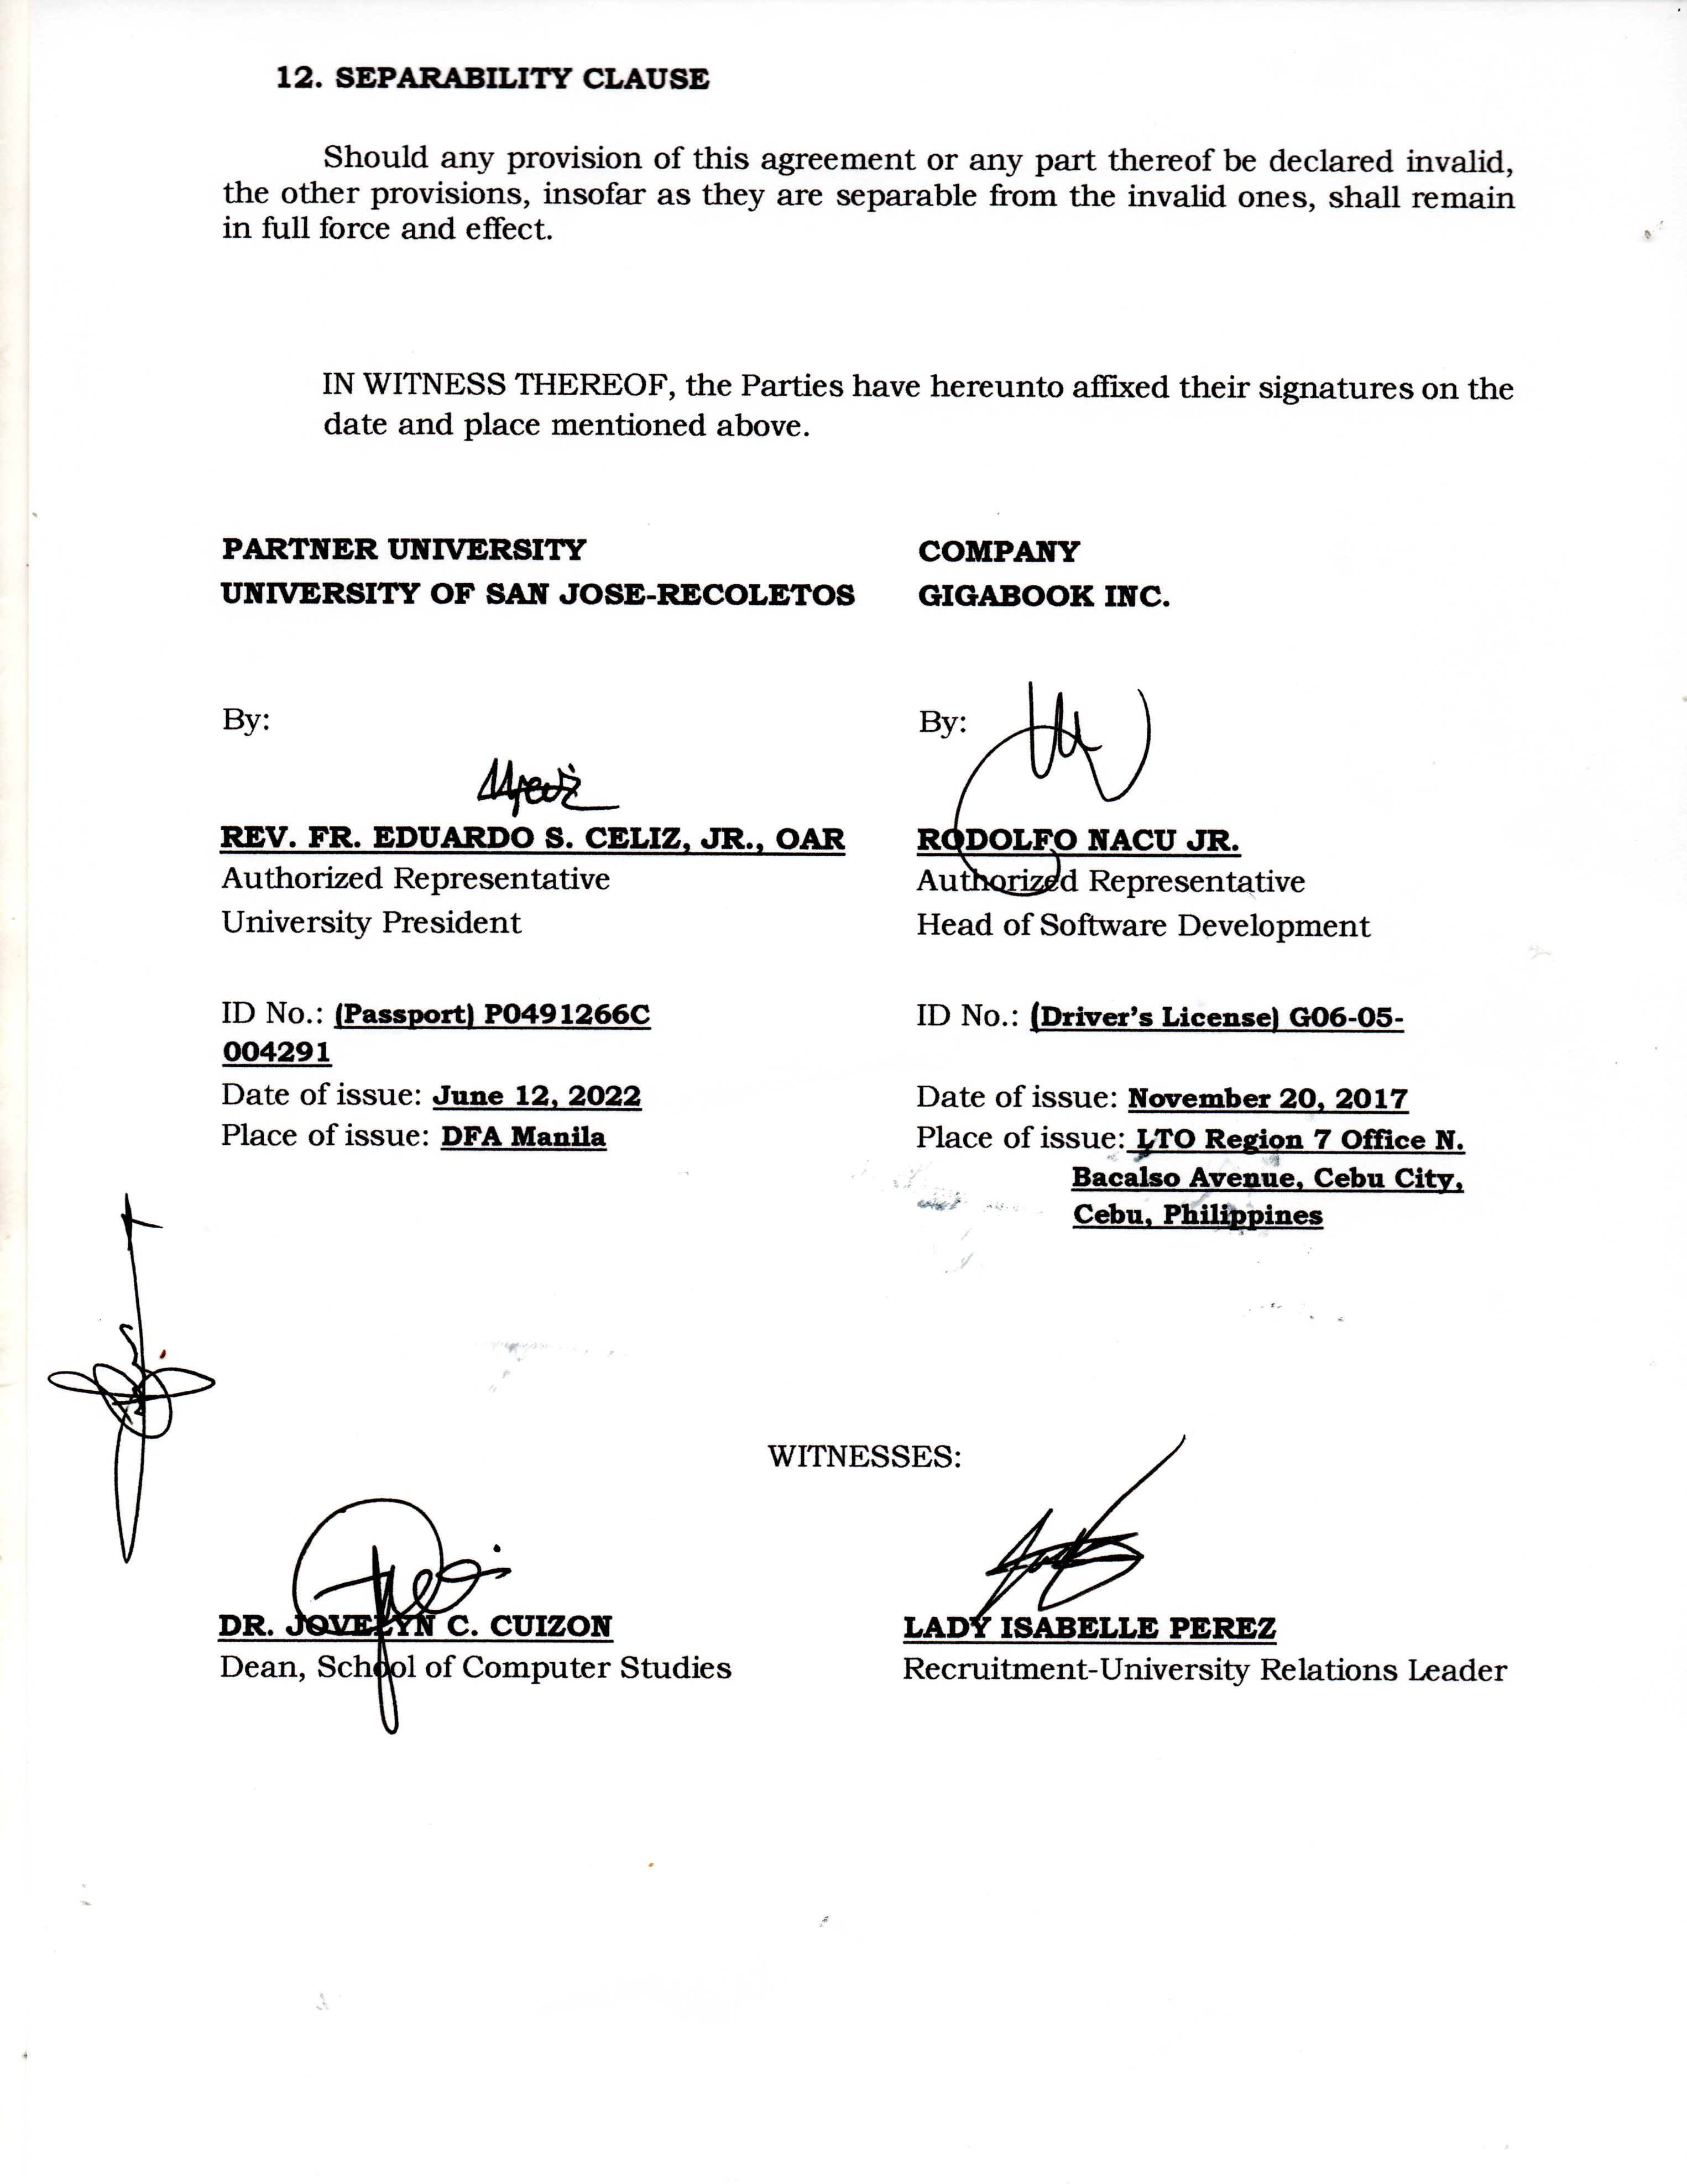 12. SEPARABILITY CLAUSE
Should any provision of this agreement or any part thereof be declared invalid,
the other provisions, insofar as they are separable from the invalid ones, shall remain
in full force and effect.
IN WITNESS THEREOF, the Parties have hereunto affixed their signatures on the
date and place mentioned above.
PARTNER UNIVERSITY
UNIVERSITY OF SAN JOSE-RECOLETOS
By:
REV. FR. EDUARDO S. CELIZ, JR., OAR
Authorized Representative
University President
ID No.: (Passport) P0491266C
004291
Date of issue: June 12, 2022
Place of issue: DFA Manila
COMPANY
GIGABOOK INC.
By:
RODOLFO NACU JR.
Authorized Representative
Head of Software Development
ID No.: (Driver's License) G06-05-
Date of issue: November 20, 2017
Place of issue: LTO Region 7 Office N.
Bacalso Avenue, Cebu City,
Cebu, Philippines
WITNESSES:
DR. JOVELYN C. CUIZON
Dean, School of Computer Studies
LADY ISABELLE PEREZ
Recruitment-University Relations Leader